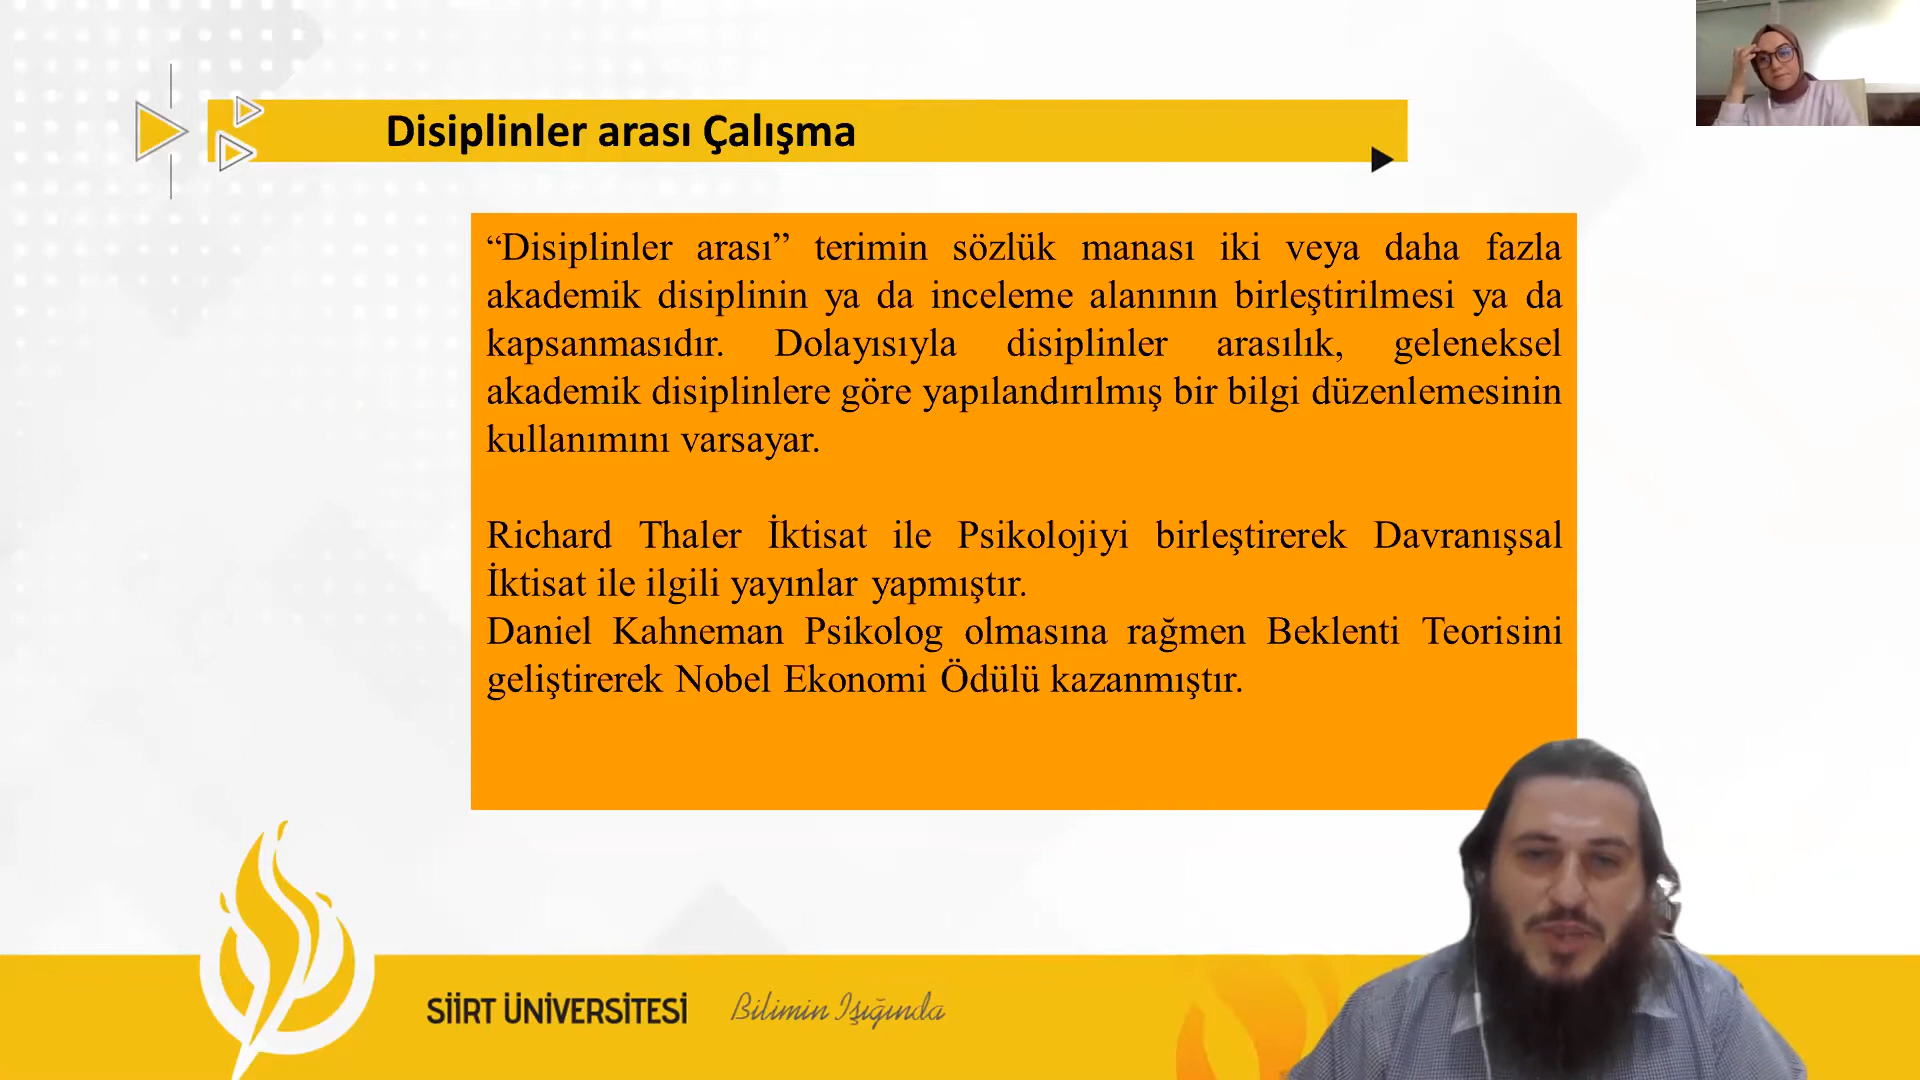 Disiplinler arası Çalışma
“Disiplinler arası” terimin sözlük manası iki veya daha fazla
akademik disiplinin ya da inceleme alanının birleştirilmesi ya da
kapsanmasıdır. Dolayısıyla disiplinler arasılık, geleneksel
akademik disiplinlere göre yapılandırılmış bir bilgi düzenlemesinin
kullanımını varsayar.
Richard Thaler İktisat ile Psikolojiyi birleştirerek Davranışsal
İktisat ile ilgili yayınlar yapmıştır.
Daniel Kahneman Psikolog olmasına rağmen Beklenti Teorisini
geliştirerek Nobel Ekonomi Ödülü kazanmıştır.
SİİRT ÜNİVERSİTESİ Bilimin Işığında